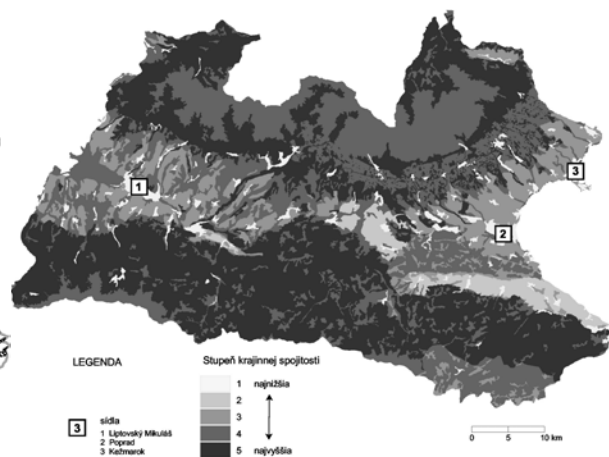 1
3
2
LEGENDA
Stupeň krajinnej spojitosti
1 najnižšia
2
3
4
5 najvyššia
3
sídla
1 Liptovský Mikuláš
2 Poprad
3 Kežmarok
0 5 10 km